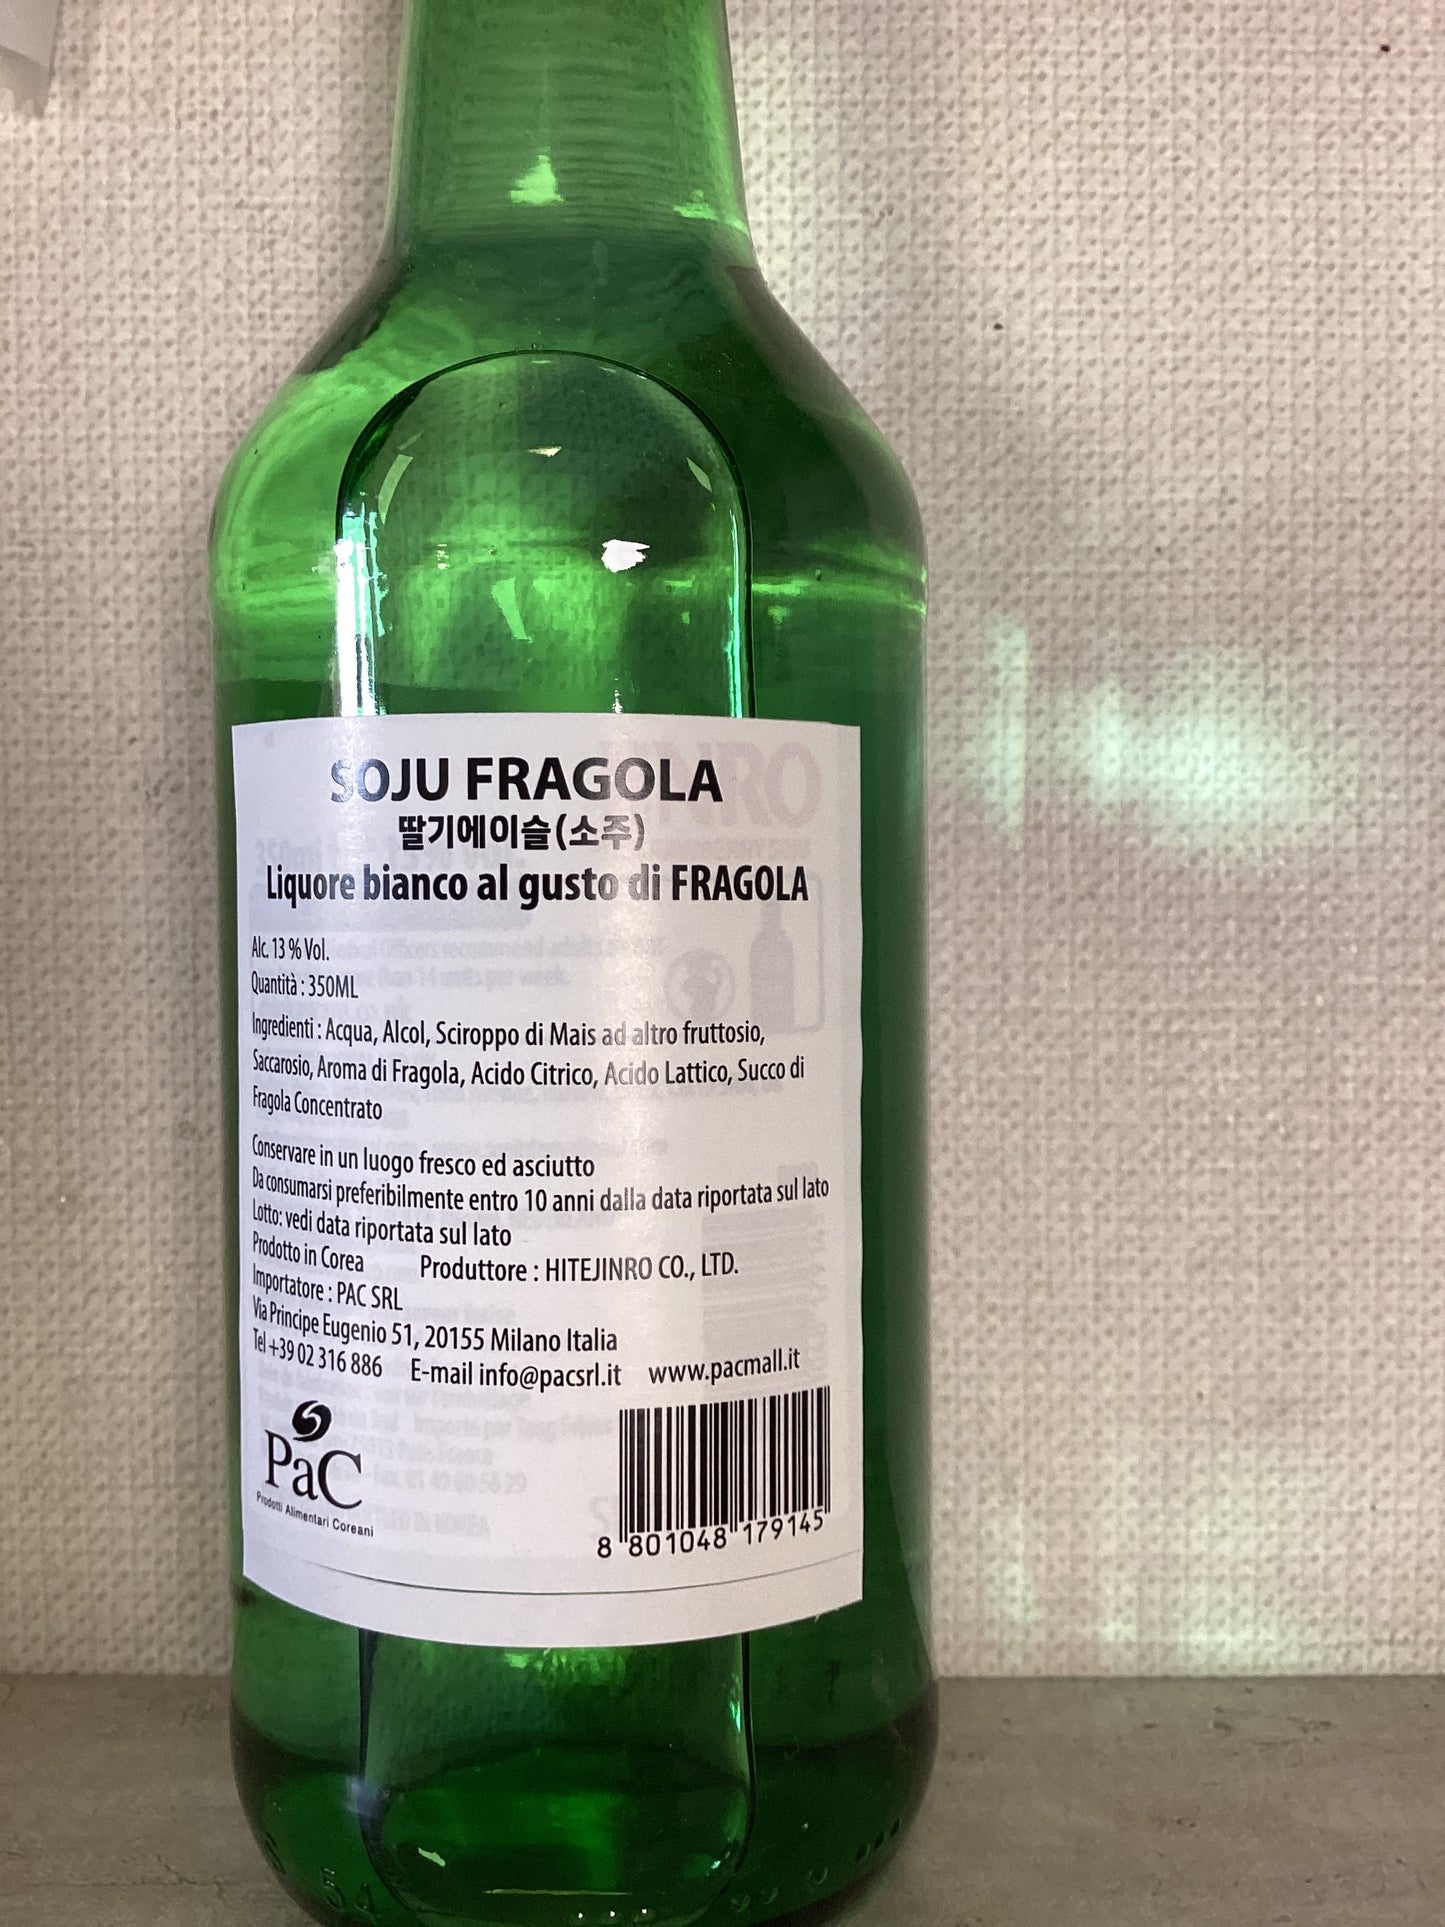 SOJU FRAGOLA
딸기에이슬(소주)
Liquore bianco al gusto di FRAGOLA
Alc. 13 % Vol.
Quantità : 350ML
Ingredienti : Acqua, Alcol, Sciroppo di Mais ad altro fruttosio,
Saccarosio, Aroma di Fragola, Acido Citrico, Acido Lattico, Succo di
Fragola Concentrato
Conservare in un luogo fresco ed asciutto
Da consumarsi preferibilmente entro 10 anni dalla data riportata sul lato
Lotto: vedi data riportata sul lato
Prodotto in Corea Produttore : HITEJINRO CO., LTD.
Importatore : PAC SRL
Via Principe Eugenio 51, 20155 Milano Italia
Tel +39 02 316 886 E-mail info@pacsrl.it www.pacmall.it
PaC
Prodotti Alimentari Coreani
8 801048 179145